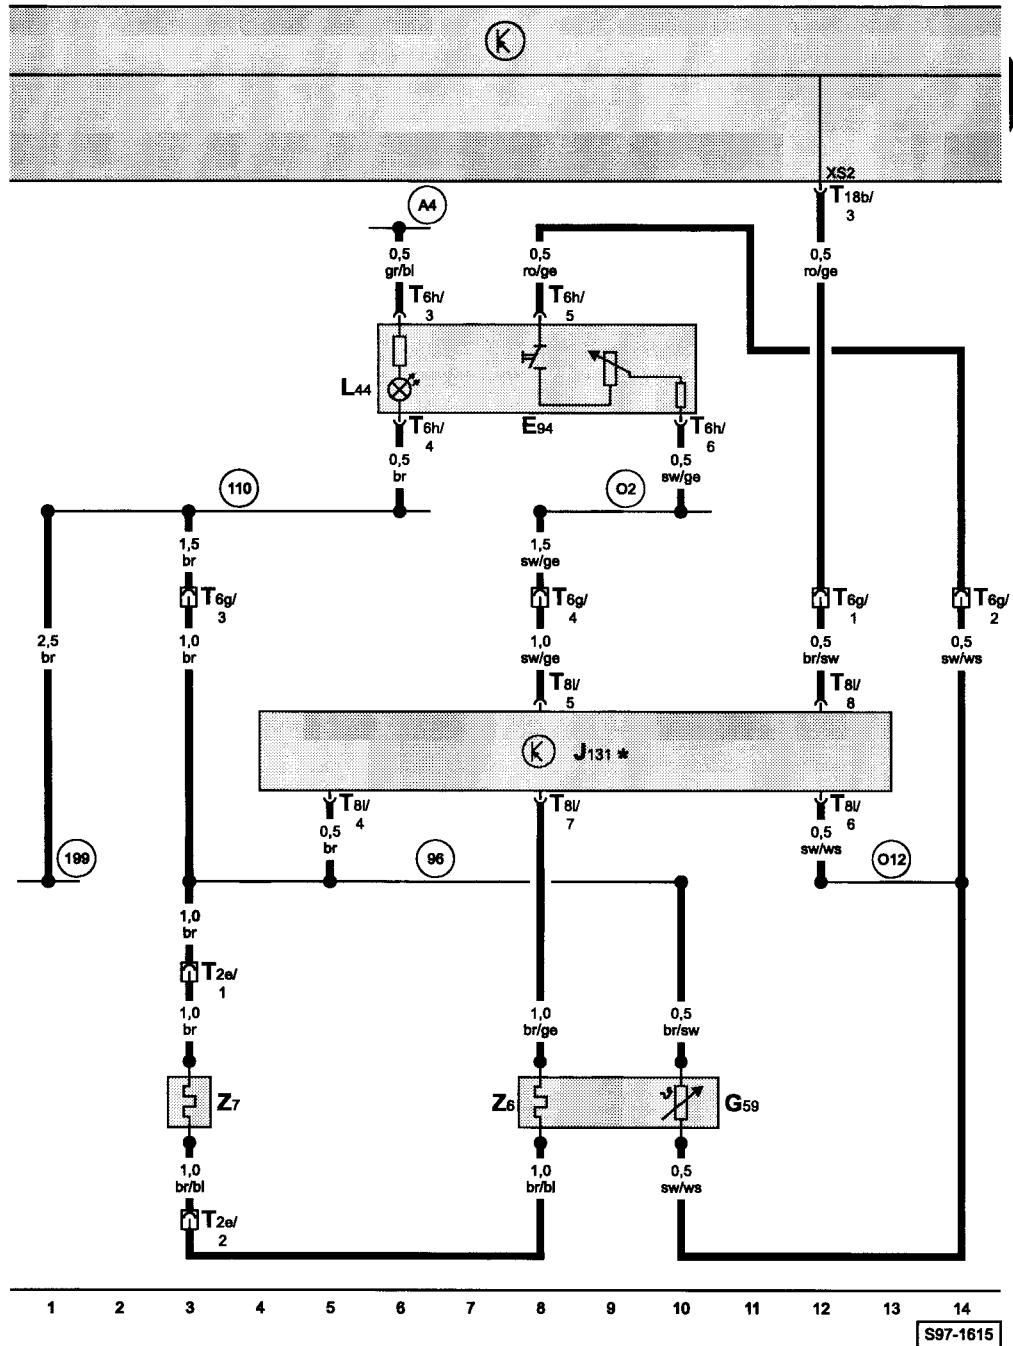 XS2
T18b/
3
A4
0,5
gr/bl
0,5
ro/ge
0,5
ro/ge
T6h/
3
T6h/
5
L44
T6h/
4
E94
T6h/
6
0,5
br
0,5
sw/ge
110
O2
1,5
br
1,5
sw/ge
T6g/
3
T6g/
4
T6g/
1
T6g/
2
2,5
br
1,0
br
1,0
sw/ge
0,5
br/sw
0,5
sw/ws
T8l/
5
T8l/
8
J131 *
T8l/
4
T8l/
7
T8l/
6
0,5
br
0,5
sw/ws
199
96
O12
1,0
br
T2e/
1
1,0
br
1,0
br/ge
0,5
br/sw
Z7
Z6
G59
1,0
br/bl
1,0
br/bl
0,5
sw/ws
T2e/
2
1 2 3 4 5 6 7 8 9 10 11 12 13 14
S97-1615